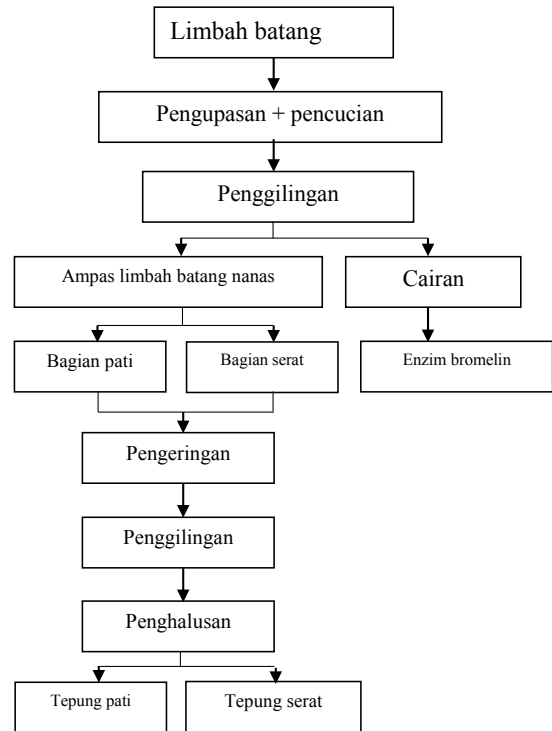 Limbah batang
Pengupasan + pencucian
Penggilingan
Ampas limbah batang nanas
Cairan
Bagian pati
Bagian serat
Enzim bromelin
Pengeringan
Penggilingan
Penghalusan
Tepung pati
Tepung serat